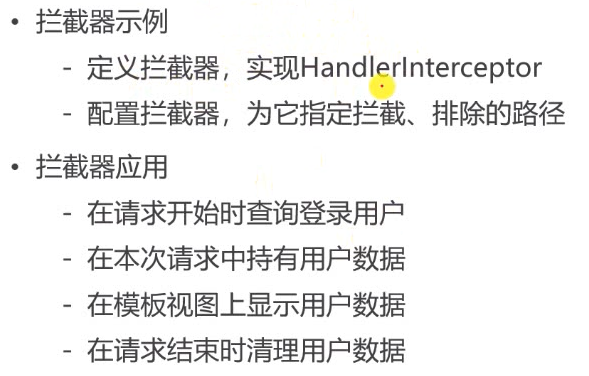 • 拦截器示例
- 定义拦截器，实现HandlerInterceptor
- 配置拦截器，为它指定拦截、排除的路径
• 拦截器应用
- 在请求开始时查询登录用户
- 在本次请求中持有用户数据
- 在模板视图上显示用户数据
- 在请求结束时清理用户数据